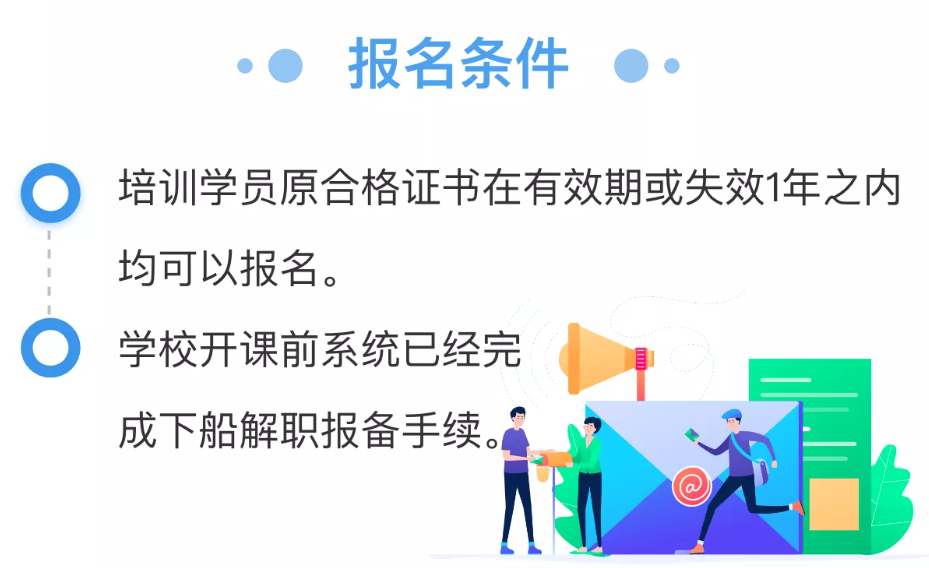 报名条件
培训学员原合格证书在有效期或失效1年之内
均可以报名。
学校开课前系统已经完
成下船解职报备手续。
@